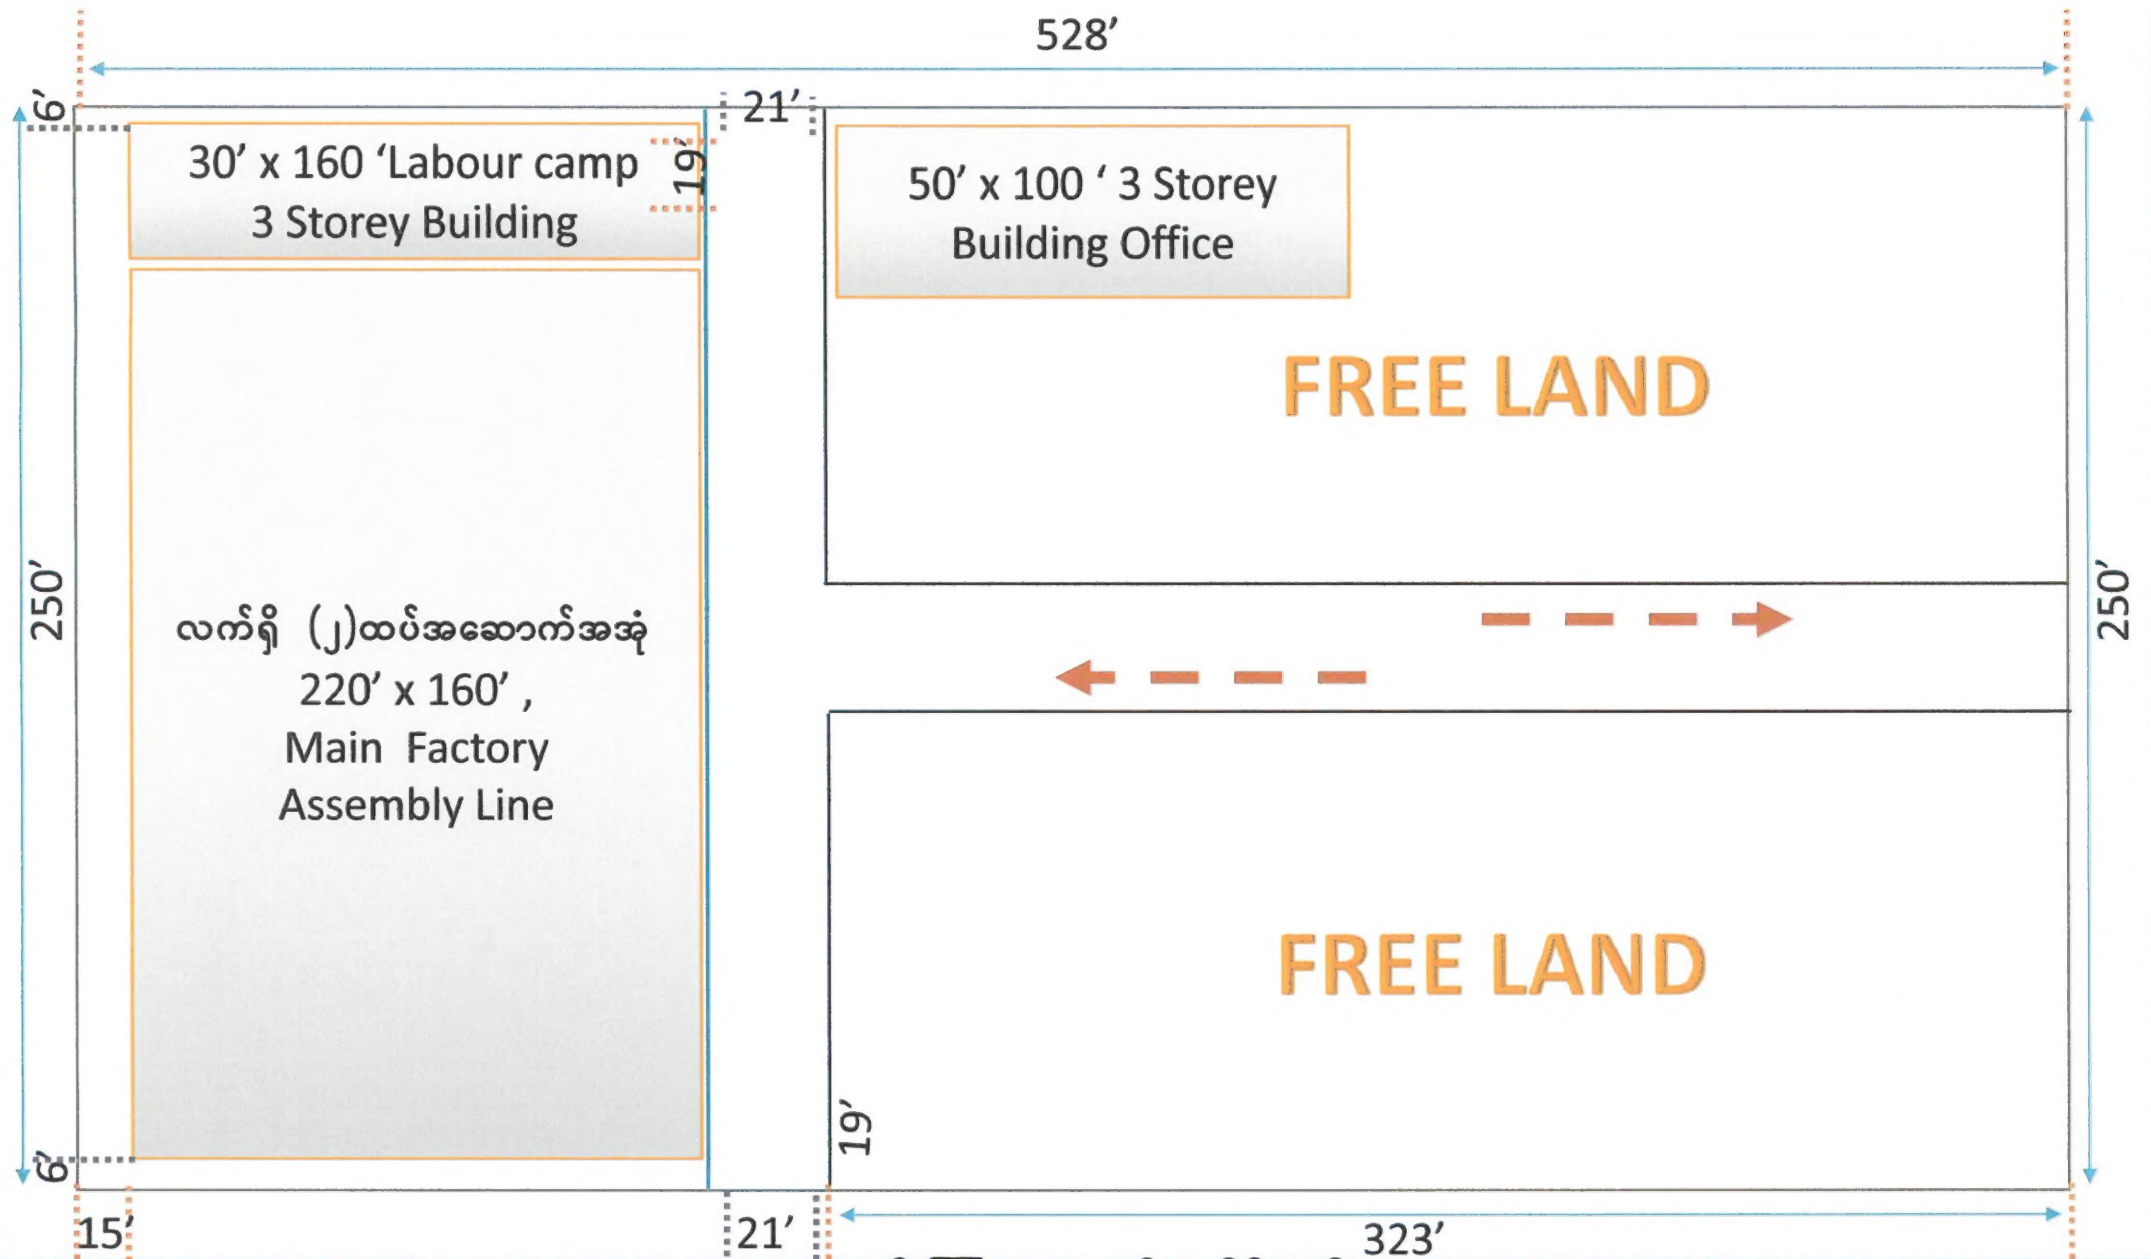 528’
6’
21’
30’ x 160 ‘Labour camp
3 Storey Building
19’
50’ x 100 ‘ 3 Storey
Building Office
FREE LAND
250’
လက်ရှိ (၂)ထပ်အဆောက်အအုံ
220’ x 160’ ,
Main Factory
Assembly Line
250’
FREE LAND
19’
6’
15’
21’
323’